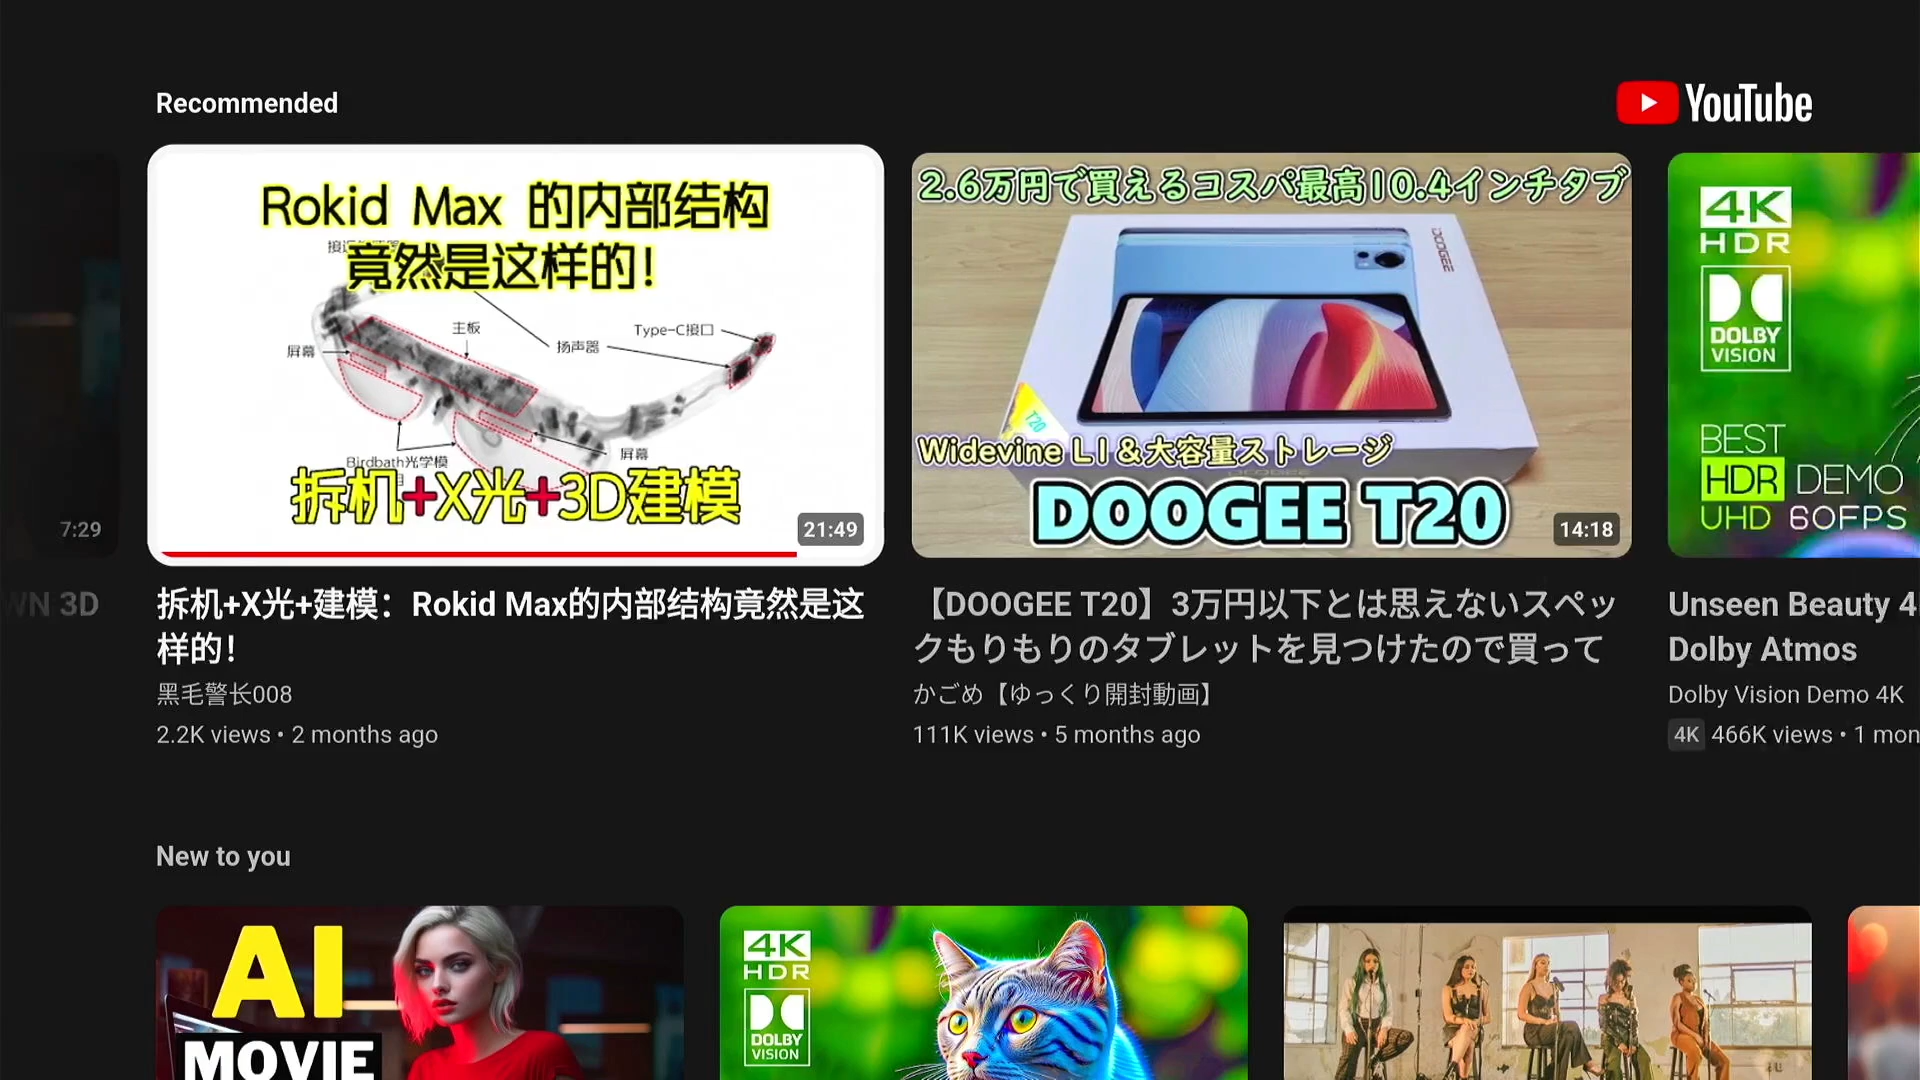 Recommended
YouTube
Rokid Max 的内部结构
竟然是这样的！
主板
Type-C接口
屏幕
扬声器
屏幕
Birdbath光学模
拆机+X光+3D建模
7:29
21:49
2.6万円で買えるコスパ最高10.4インチタブ
DOOGEE
T20
Widevine L1&大容量ストレージ
DOOGEE T20
14:18
4K
HDR
DOLBY
VISION
BEST
HDR DEMO
UHD 60FPS
WN 3D
拆机+X光+建模：Rokid Max的内部结构竟然是这
样的！
黑毛警长008
2.2K views • 2 months ago
【DOOGEE T20】3万円以下とは思えないスペッ
クもりもりのタブレットを見つけたので買って
かごめ【ゆっくり開封動画】
111K views • 5 months ago
Unseen Beauty 4
Dolby Atmos
Dolby Vision Demo 4K
4K 466K views • 1 mon
New to you
AI
MOVIE
4K
HDR
DOLBY
VISION